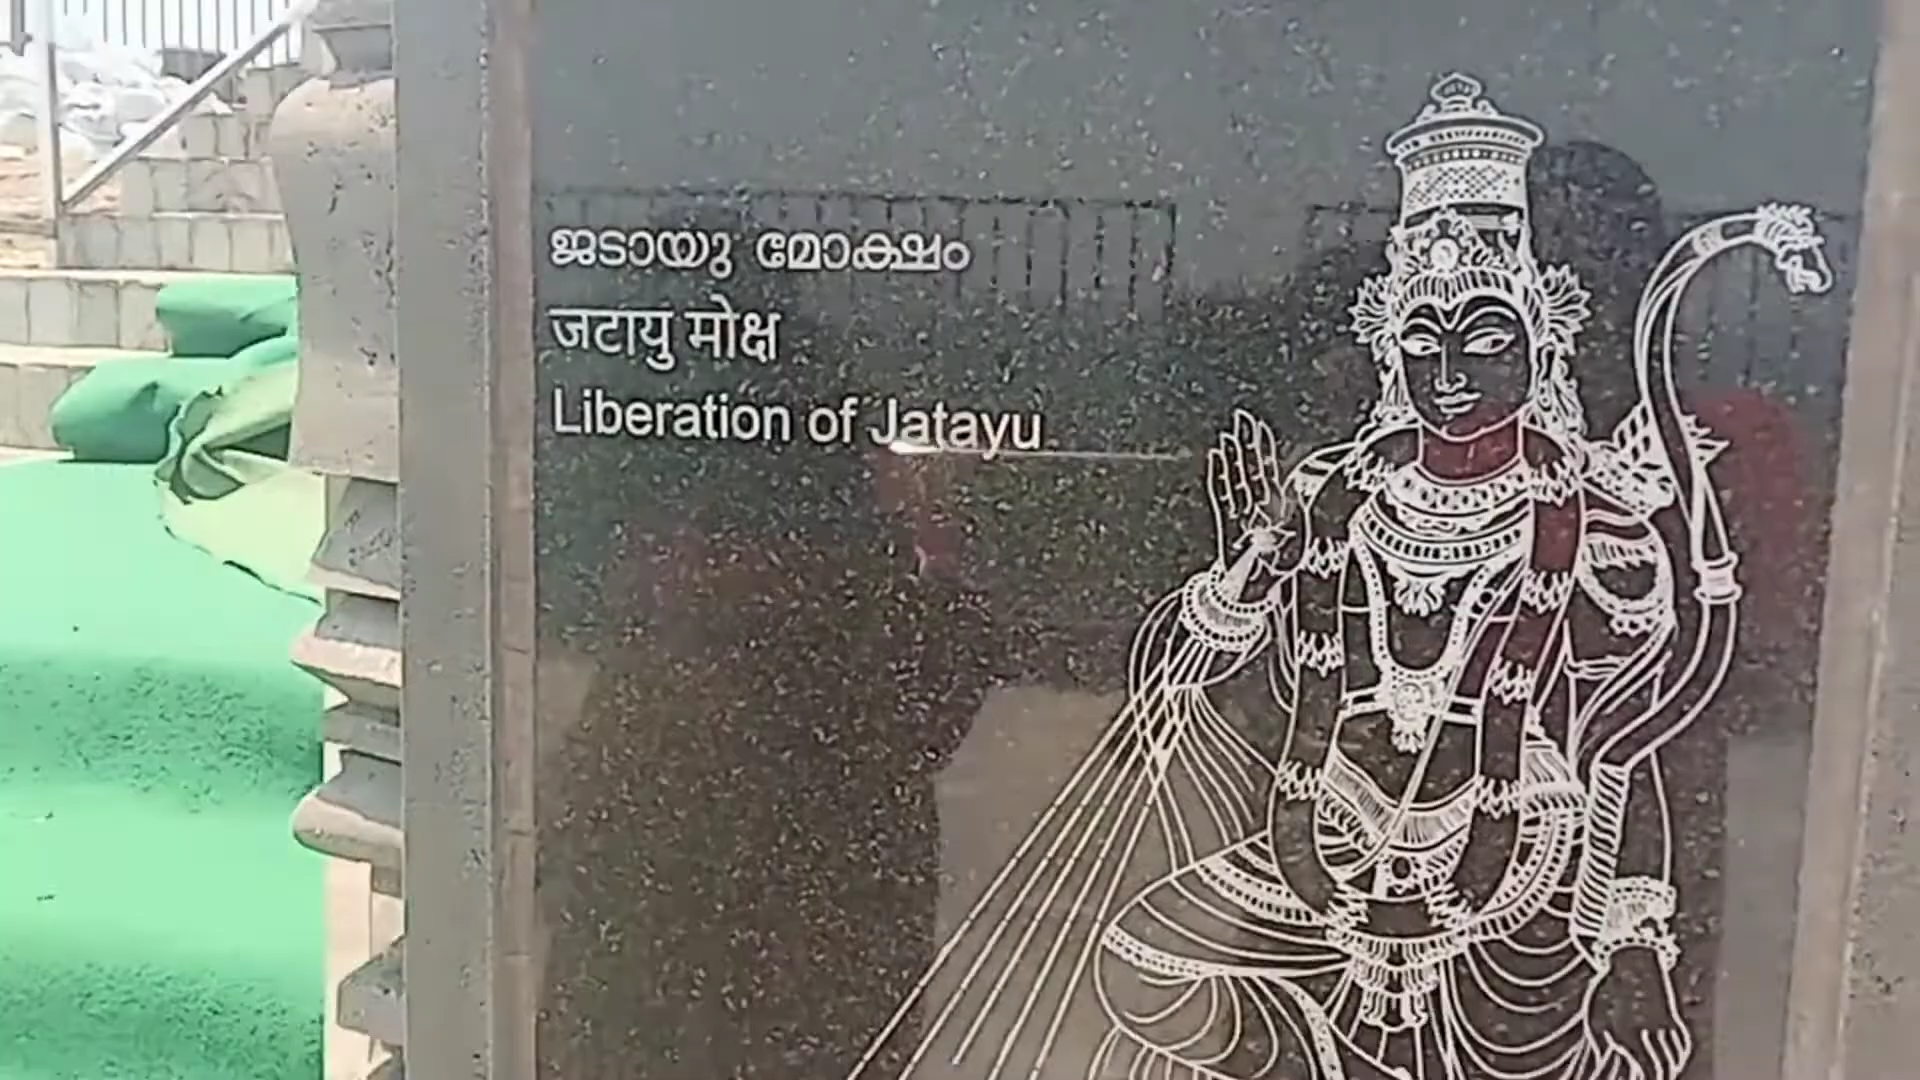 ജടായു മോക്ഷം
जटायु मोक्ष
Liberation of Jatayu